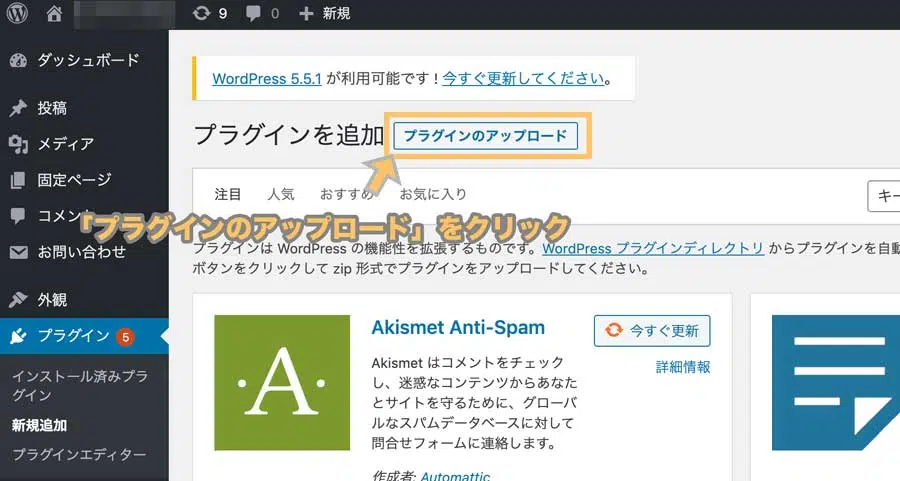 9 0 + 新規
ダッシュボード
投稿
メディア
固定ページ
コメント
お問い合わせ
外観
プラグイン 5
インストール済みプラ
グイン
新規追加
プラグインエディター
WordPress 5.5.1 が利用可能です ! 今すぐ更新してください。
プラグインを追加 プラグインのアップロード
注目 人気 おすすめ お気に入り キー
「プラグインのアップロード」をクリック
プラグインは WordPress の機能性を拡張するものです。WordPress プラグインディレクトリ からプラグインを自動
ボタンをクリックして zip 形式でプラグインをアップロードしてください。
A
Akismet Anti-Spam
今すぐ更新
詳細情報
Akismet はコメントをチェック
し、迷惑なコンテンツからあなた
とサイトを守るために、グローバ
ルなスパムデータベースに対して
問合せフォームに連絡します。
作成者: Automattic